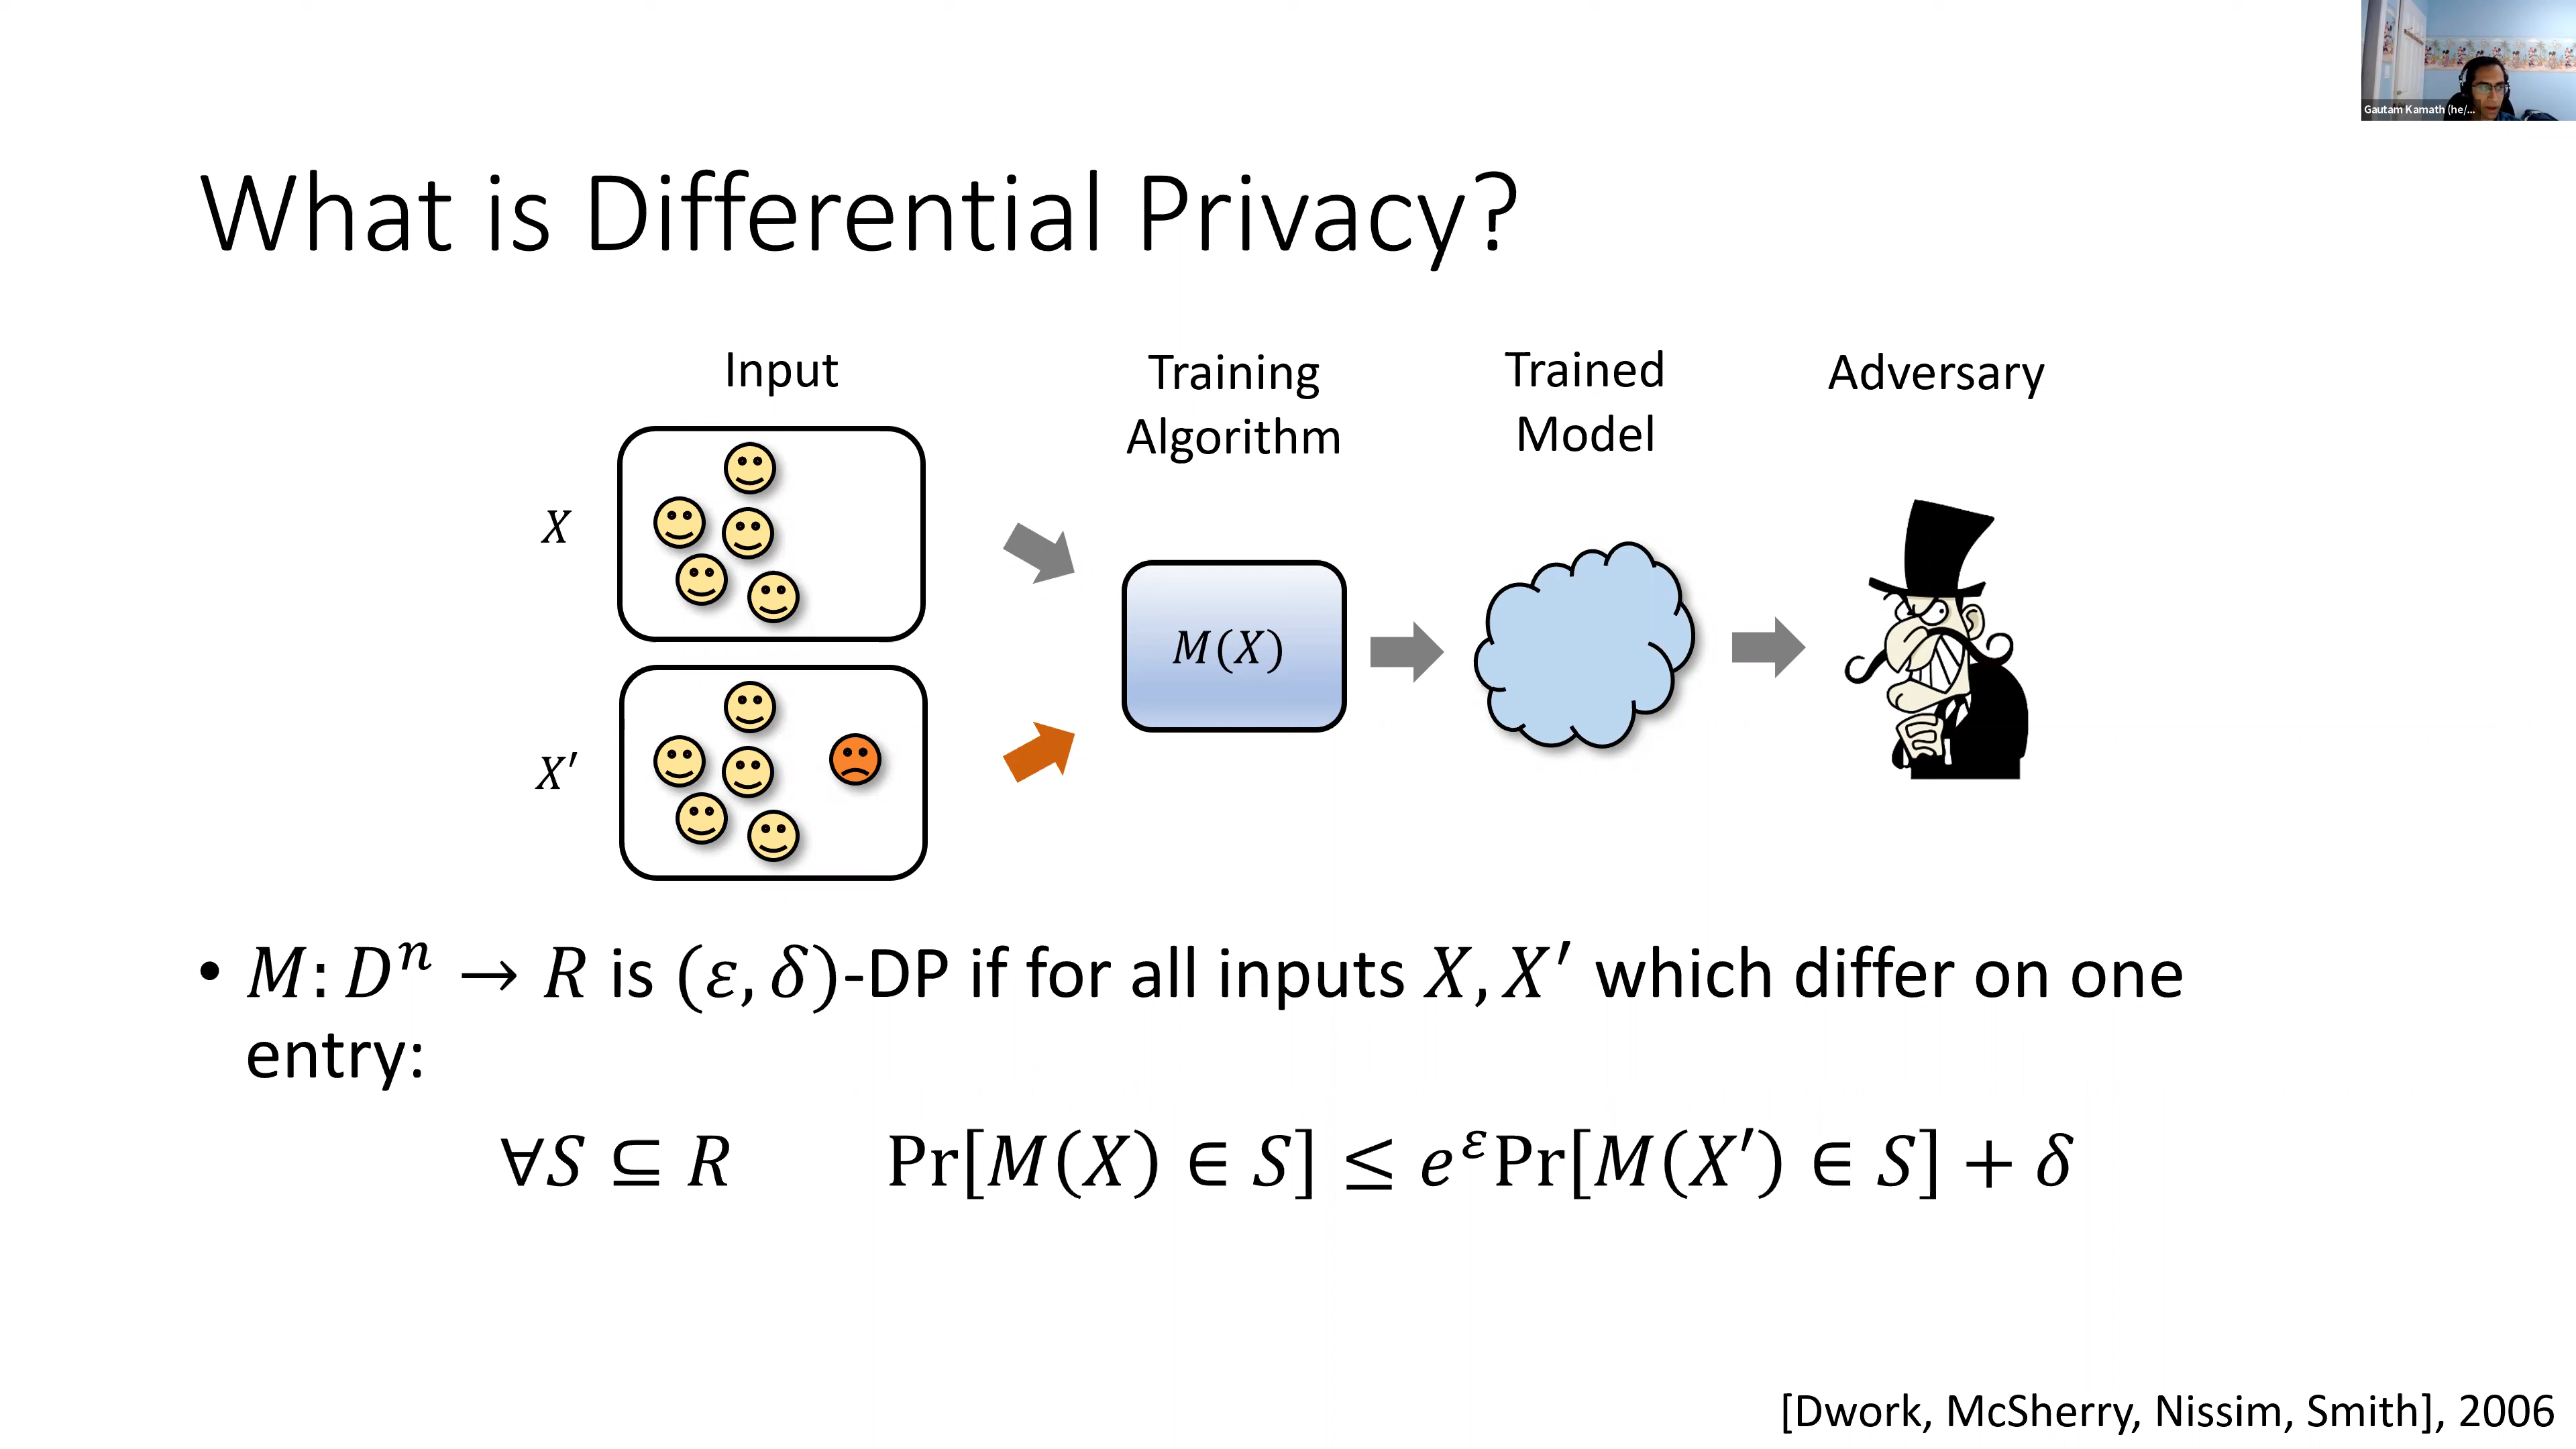 Gautam Kamath (he/...
What is Differential Privacy?
Input
Training
Algorithm
Trained
Model
Adversary
X
M(X)
X′
• M: Dⁿ → R is (ε, δ)-DP if for all inputs X, X′ which differ on one
entry:
∀S ⊆ R Pr[M(X) ∈ S] ≤ e^ε Pr[M(X′) ∈ S] + δ
[Dwork, McSherry, Nissim, Smith], 2006